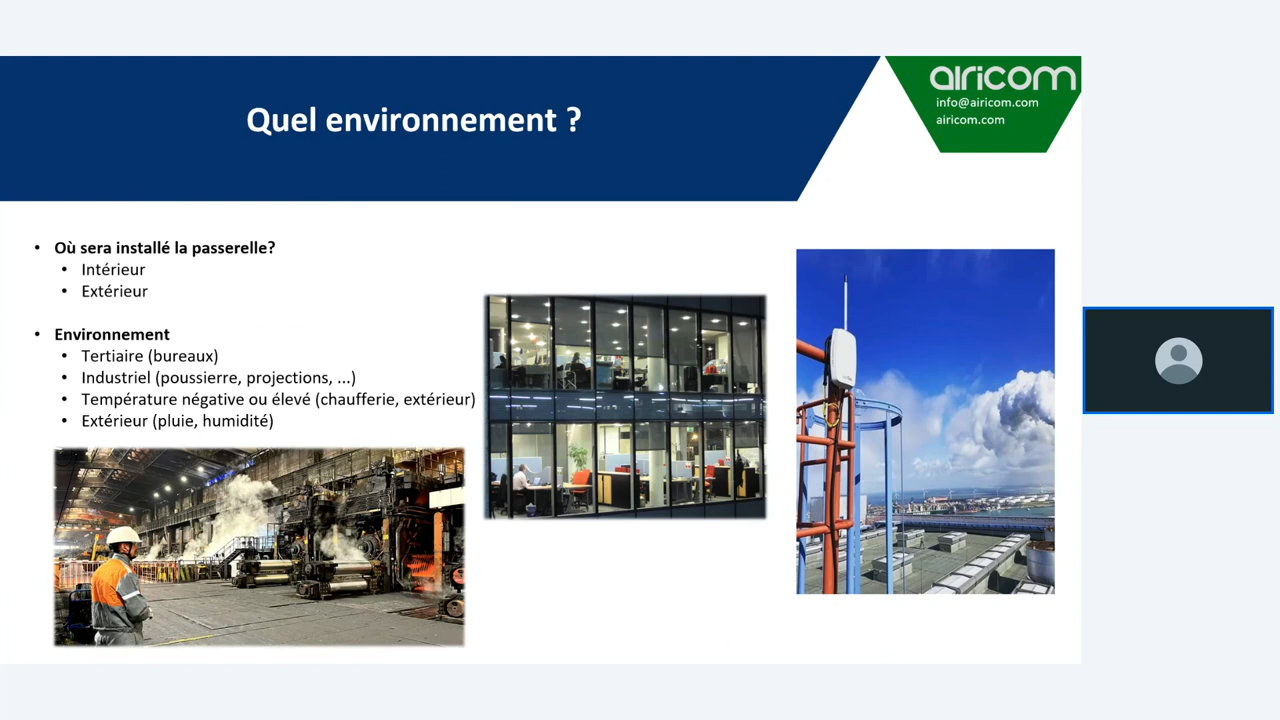 Quel environnement ?
airicom
info@airicom.com
airicom.com
• Où sera installé la passerelle?
• Intérieur
• Extérieur
• Environnement
• Tertiaire (bureaux)
• Industriel (poussierre, projections, ...)
• Température négative ou élevé (chaufferie, extérieur)
• Extérieur (pluie, humidité)